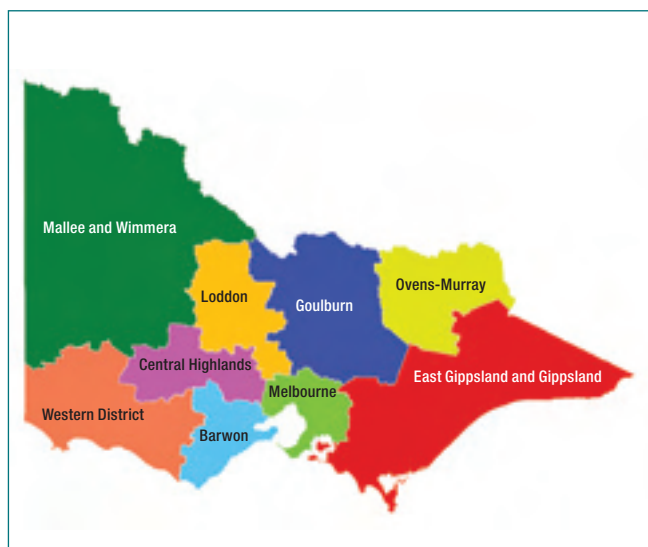 Mallee and Wimmera
Loddon
Goulburn
Ovens-Murray
Central Highlands
East Gippsland and Gippsland
Melbourne
Western District
Barwon